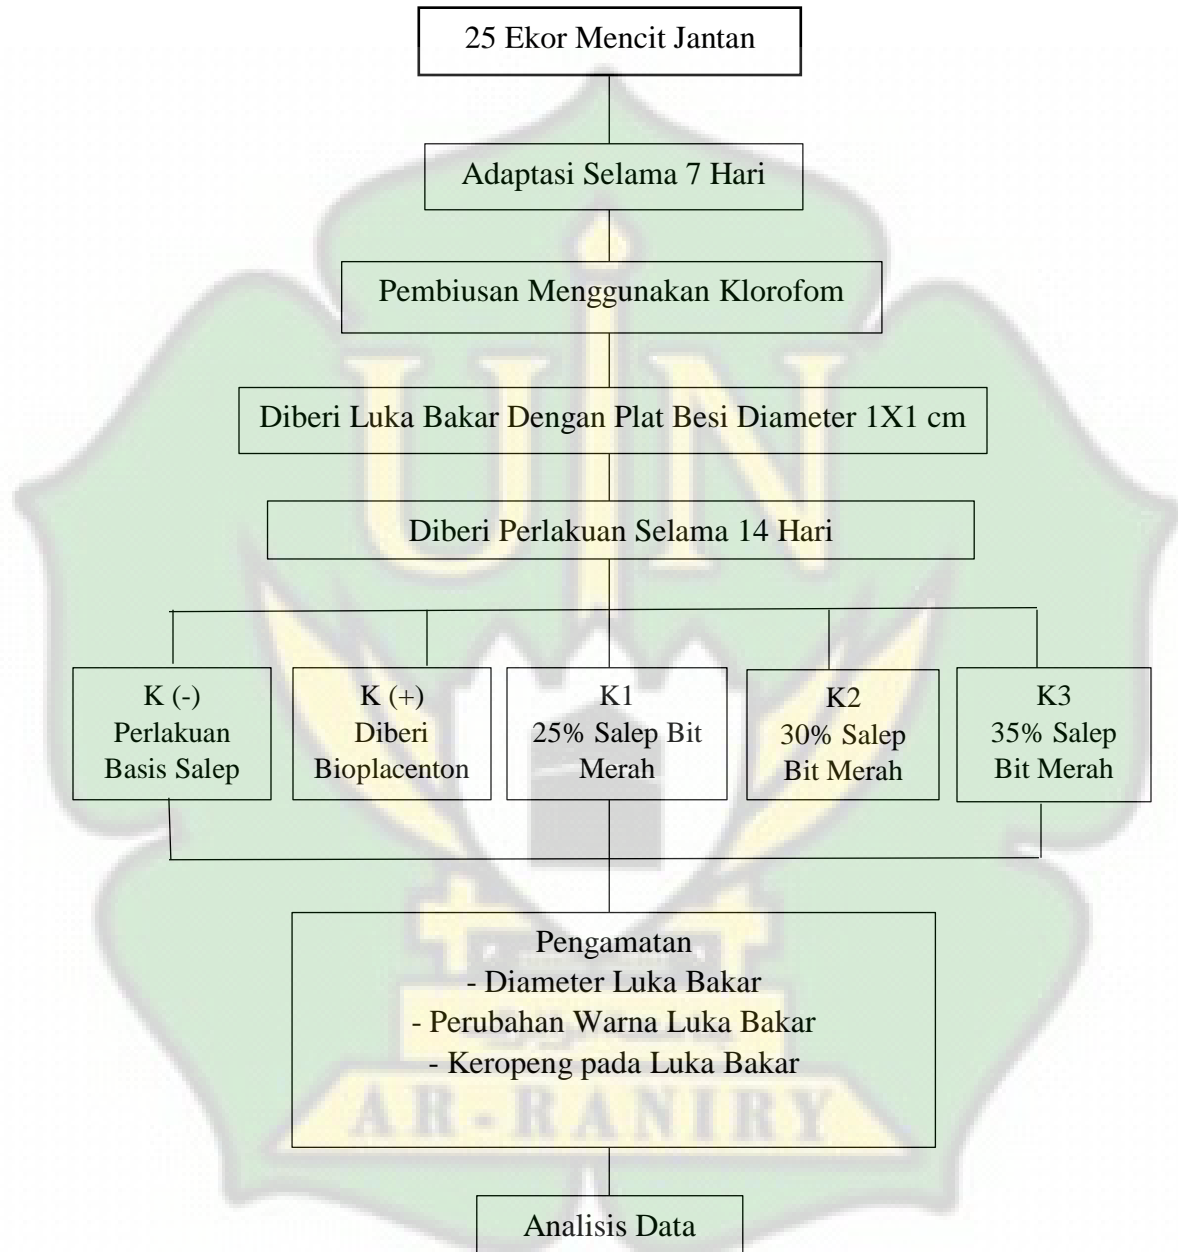 25 Ekor Mencit Jantan
Adaptasi Selama 7 Hari
Pembiusan Menggunakan Klorofom
Diberi Luka Bakar Dengan Plat Besi Diameter 1X1 cm
Diberi Perlakuan Selama 14 Hari
K (-)
Perlakuan
Basis Salep
K (+)
Diberi
Bioplacenton
K1
25% Salep Bit
Merah
K2
30% Salep
Bit Merah
K3
35% Salep
Bit Merah
Pengamatan
- Diameter Luka Bakar
- Perubahan Warna Luka Bakar
- Keropeng pada Luka Bakar
Analisis Data
UIN
AR-RANIRY